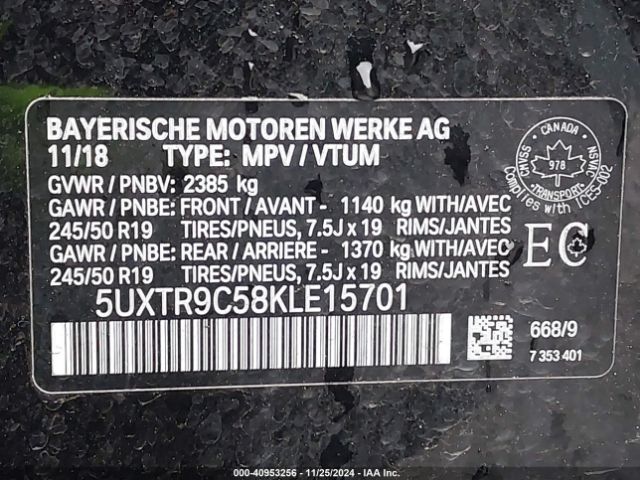 BAYERISCHE MOTOREN WERKE AG
11/18 TYPE: MPV / VTUM
GVWR / PNBV: 2385 kg
GAWR / PNBE: FRONT / AVANT - 1140 kg WITH/AVEC
245/50 R19 TIRES/PNEUS, 7.5J x 19 RIMS/JANTES
GAWR / PNBE: REAR / ARRIERE - 1370 kg WITH/AVEC
245/50 R19 TIRES/PNEUS, 7.5J x 19 RIMS/JANTES
5UXTR9C58KLE15701
CANADA
CMVSS
NSVAC
978
TRANSPORT
Complies with / ICES-002
EC
668/9
7 353 401
000-40953256 - 11/25/2024 - IAA Inc.